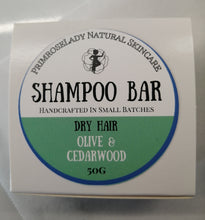 PrimroseLady Natural Skincare
SHAMPOO BAR
Handcrafted In Small Batches
DRY HAIR
OLIVE &
CEDARWOOD
50G